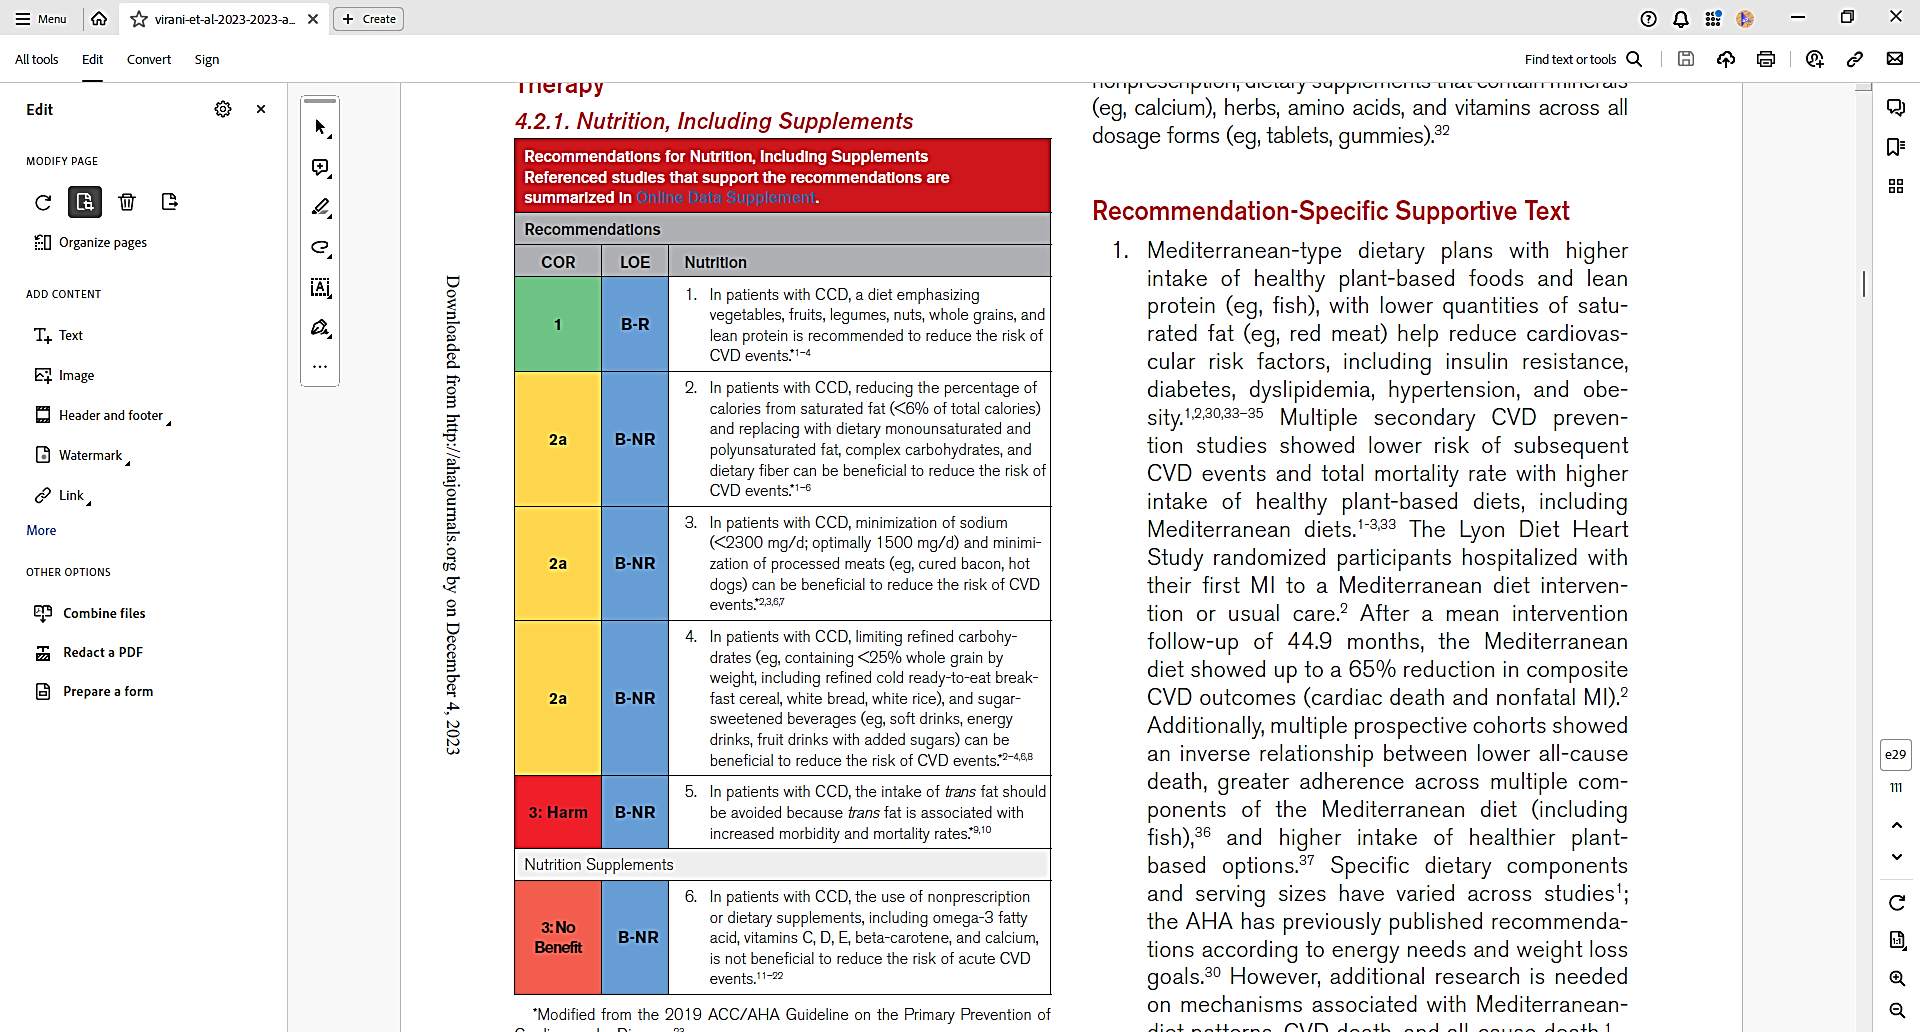 Menu
virani-et-al-2023-2023-a...
Create
All tools
Edit
Convert
Sign
Find text or tools
Edit
MODIFY PAGE
Organize pages
ADD CONTENT
Text
Image
Header and footer
Watermark
Link
More
OTHER OPTIONS
Combine files
Redact a PDF
Prepare a form
Downloaded from http://ahajournals.org by on December 4, 2023
Therapy
4.2.1. Nutrition, Including Supplements
Recommendations for Nutrition, Including Supplements
Referenced studies that support the recommendations are
summarized in Online Data Supplement.
Recommendations
COR LOE Nutrition
1 B-R
1. In patients with CCD, a diet emphasizing
vegetables, fruits, legumes, nuts, whole grains, and
lean protein is recommended to reduce the risk of
CVD events.*1–4
2a B-NR
2. In patients with CCD, reducing the percentage of
calories from saturated fat (<6% of total calories)
and replacing with dietary monounsaturated and
polyunsaturated fat, complex carbohydrates, and
dietary fiber can be beneficial to reduce the risk of
CVD events.*1–6
2a B-NR
3. In patients with CCD, minimization of sodium
(<2300 mg/d; optimally 1500 mg/d) and minimi-
zation of processed meats (eg, cured bacon, hot
dogs) can be beneficial to reduce the risk of CVD
events.*2,3,6,7
2a B-NR
4. In patients with CCD, limiting refined carbohy-
drates (eg, containing <25% whole grain by
weight, including refined cold ready-to-eat break-
fast cereal, white bread, white rice), and sugar-
sweetened beverages (eg, soft drinks, energy
drinks, fruit drinks with added sugars) can be
beneficial to reduce the risk of CVD events.*2–4,6,8
3: Harm B-NR
5. In patients with CCD, the intake of trans fat should
be avoided because trans fat is associated with
increased morbidity and mortality rates.*9,10
Nutrition Supplements
3: No
Benefit
B-NR
6. In patients with CCD, the use of nonprescription
or dietary supplements, including omega-3 fatty
acid, vitamins C, D, E, beta-carotene, and calcium,
is not beneficial to reduce the risk of acute CVD
events.11–22
*Modified from the 2019 ACC/AHA Guideline on the Primary Prevention of
nonprescription, dietary supplements that contain minerals
(eg, calcium), herbs, amino acids, and vitamins across all
dosage forms (eg, tablets, gummies).32
Recommendation-Specific Supportive Text
1. Mediterranean-type dietary plans with higher
intake of healthy plant-based foods and lean
protein (eg, fish), with lower quantities of satu-
rated fat (eg, red meat) help reduce cardiovas-
cular risk factors, including insulin resistance,
diabetes, dyslipidemia, hypertension, and obe-
sity.1,2,30,33–35 Multiple secondary CVD preven-
tion studies showed lower risk of subsequent
CVD events and total mortality rate with higher
intake of healthy plant-based diets, including
Mediterranean diets.1-3,33 The Lyon Diet Heart
Study randomized participants hospitalized with
their first MI to a Mediterranean diet interven-
tion or usual care.2 After a mean intervention
follow-up of 44.9 months, the Mediterranean
diet showed up to a 65% reduction in composite
CVD outcomes (cardiac death and nonfatal MI).2
Additionally, multiple prospective cohorts showed
an inverse relationship between lower all-cause
death, greater adherence across multiple com-
ponents of the Mediterranean diet (including
fish),36 and higher intake of healthier plant-
based options.37 Specific dietary components
and serving sizes have varied across studies1;
the AHA has previously published recommenda-
tions according to energy needs and weight loss
goals.30 However, additional research is needed
on mechanisms associated with Mediterranean-
diet patterns, CVD death, and all-cause death.1
e29
111